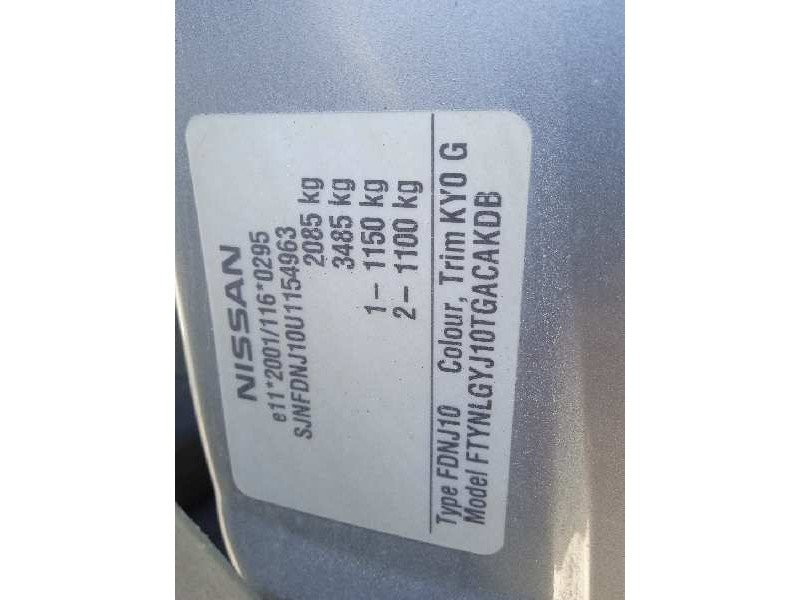 NISSAN
e11*2001/116*0295
SJNFDNJ10U1154963
2085 kg
3485 kg
1- 1150 kg
2- 1100 kg
Type FDNJ10 Colour, Trim KY0 G
Model FTYNLGYJ10TGACAKDB